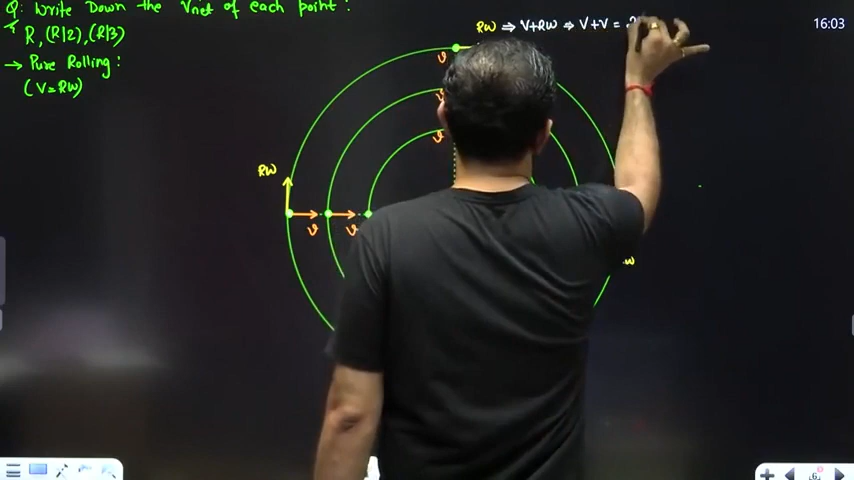 Q: Write Down the Vnet of each point:
R, (R/2), (R/3)
→ Pure Rolling:
(V=RW)
RW ⇒ V+RW ⇒ V+V =
16:03
v
v
v
RW
v
v